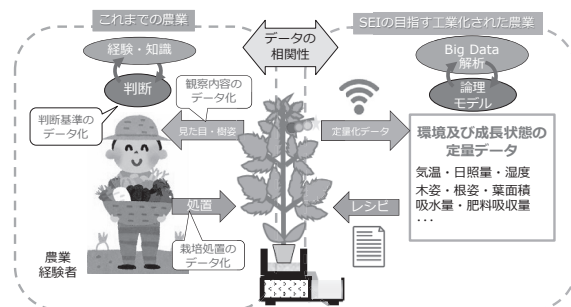 これまでの農業
データの
相関性
SEIの目指す工業化された農業
経験・知識
判断
判断基準の
データ化
観察内容の
データ化
見た目・樹姿
処置
栽培処置の
データ化
農業
経験者
定量化データ
レシピ
Big Data
解析
論理
モデル
環境及び成長状態の
定量データ
気温・日照量・湿度
木姿・根姿・葉面積
吸水量・肥料吸収量
・・・